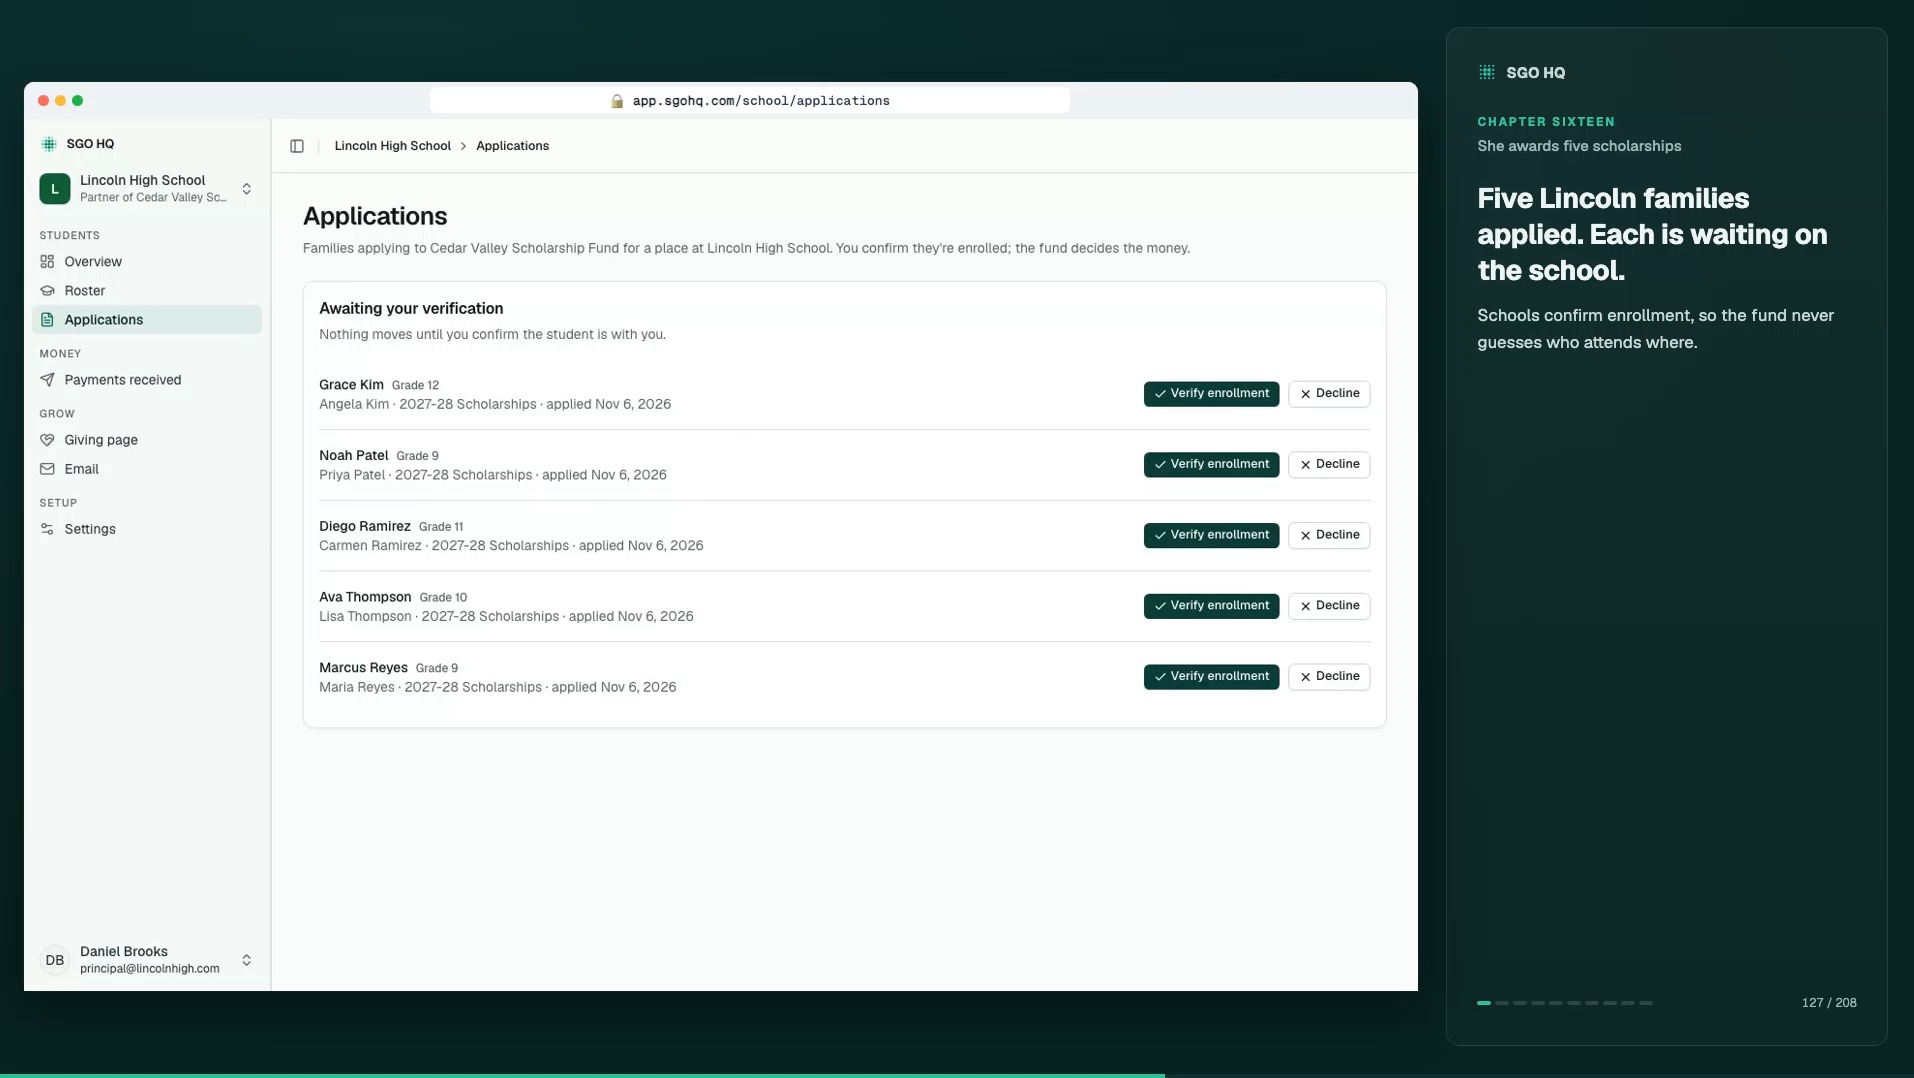 app.sgohq.com/school/applications
SGO HQ
L
Lincoln High School
Partner of Cedar Valley Sc...
STUDENTS
Overview
Roster
Applications
MONEY
Payments received
GROW
Giving page
Email
SETUP
Settings
DB
Daniel Brooks
principal@lincolnhigh.com
Lincoln High School > Applications
Applications
Families applying to Cedar Valley Scholarship Fund for a place at Lincoln High School. You confirm they're enrolled; the fund decides the money.
Awaiting your verification
Nothing moves until you confirm the student is with you.
Grace Kim Grade 12
Angela Kim · 2027-28 Scholarships · applied Nov 6, 2026
Verify enrollment Decline
Noah Patel Grade 9
Priya Patel · 2027-28 Scholarships · applied Nov 6, 2026
Verify enrollment Decline
Diego Ramirez Grade 11
Carmen Ramirez · 2027-28 Scholarships · applied Nov 6, 2026
Verify enrollment Decline
Ava Thompson Grade 10
Lisa Thompson · 2027-28 Scholarships · applied Nov 6, 2026
Verify enrollment Decline
Marcus Reyes Grade 9
Maria Reyes · 2027-28 Scholarships · applied Nov 6, 2026
Verify enrollment Decline
SGO HQ
CHAPTER SIXTEEN
She awards five scholarships
Five Lincoln families
applied. Each is waiting on
the school.
Schools confirm enrollment, so the fund never
guesses who attends where.
127 / 208